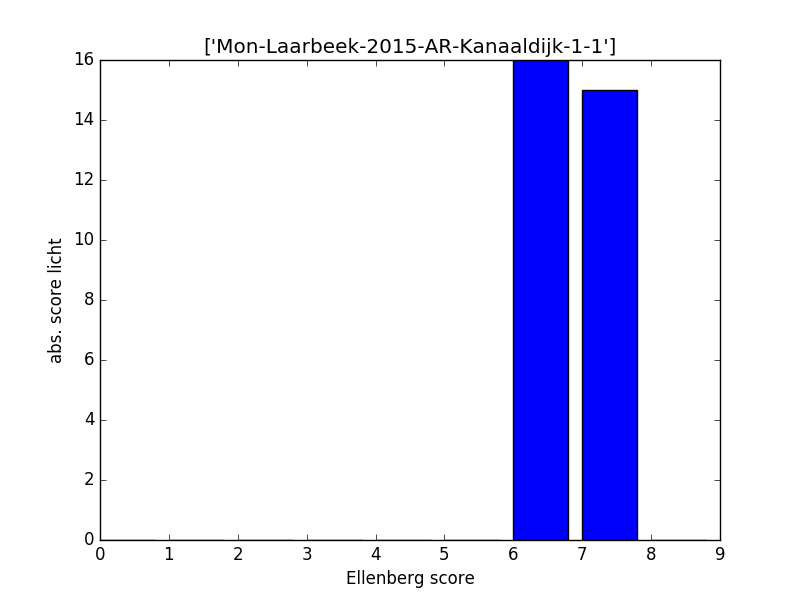 ['Mon-Laarbeek-2015-AR-Kanaaldijk-1-1']
16
14
12
10
8
6
4
2
0
abs. score licht
0 1 2 3 4 5 6 7 8 9
Ellenberg score